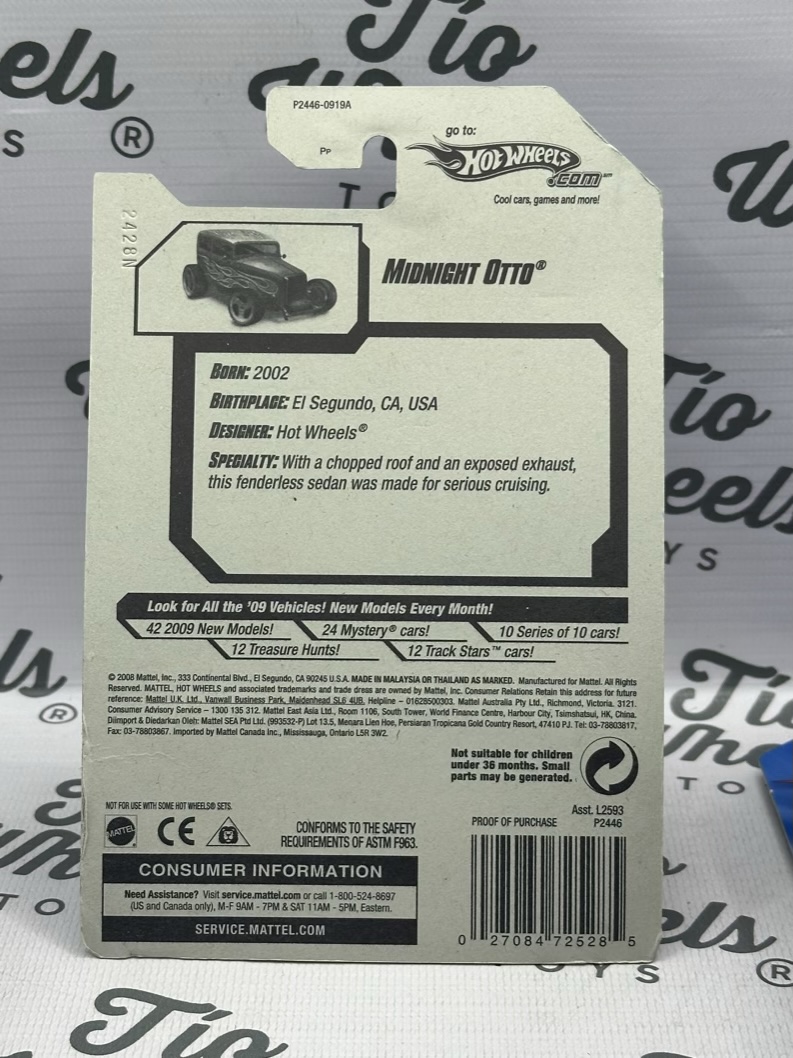 Tío
Wheels
TOYS
®
P2446-0919A
Pp
go to:
HOT WHEELS
.COM℠
Cool cars, games and more!
2428N
MIDNIGHT OTTO®
BORN: 2002
BIRTHPLACE: El Segundo, CA, USA
DESIGNER: Hot Wheels®
SPECIALTY: With a chopped roof and an exposed exhaust,
this fenderless sedan was made for serious cruising.
Look for All the '09 Vehicles! New Models Every Month!
42 2009 New Models! 24 Mystery® cars! 10 Series of 10 cars!
12 Treasure Hunts! 12 Track Stars™ cars!
© 2008 Mattel, Inc., 333 Continental Blvd., El Segundo, CA 90245 U.S.A. MADE IN MALAYSIA OR THAILAND AS MARKED. Manufactured for Mattel. All Rights
Reserved. MATTEL, HOT WHEELS and associated trademarks and trade dress are owned by Mattel, Inc. Consumer Relations Retain this address for future
reference: Mattel U.K. Ltd., Vanwall Business Park, Maidenhead SL6 4UB. Helpline – 01628500303. Mattel Australia Pty Ltd., Richmond, Victoria. 3121.
Consumer Advisory Service – 1300 135 312. Mattel East Asia Ltd., Room 1106, South Tower, World Finance Centre, Harbour City, Tsimshatsui, HK, China.
Diimport & Diedarkan Oleh: Mattel SEA Ptd Ltd. (993532-P) Lot 13.5, Menara Lien Hoe, Persiaran Tropicana Gold Country Resort, 47410 PJ. Tel: 03-78803817,
Fax: 03-78803867. Imported by Mattel Canada Inc., Mississauga, Ontario L5R 3W2.
Not suitable for children
under 36 months. Small
parts may be generated.
NOT FOR USE WITH SOME HOT WHEELS® SETS.
MATTEL
CE
CONFORMS TO THE SAFETY
REQUIREMENTS OF ASTM F963.
CONSUMER INFORMATION
Need Assistance? Visit service.mattel.com or call 1-800-524-8697
(US and Canada only), M-F 9AM - 7PM & SAT 11AM - 5PM, Eastern.
SERVICE.MATTEL.COM
Asst. L2593
PROOF OF PURCHASE P2446
0 27084 72528 5